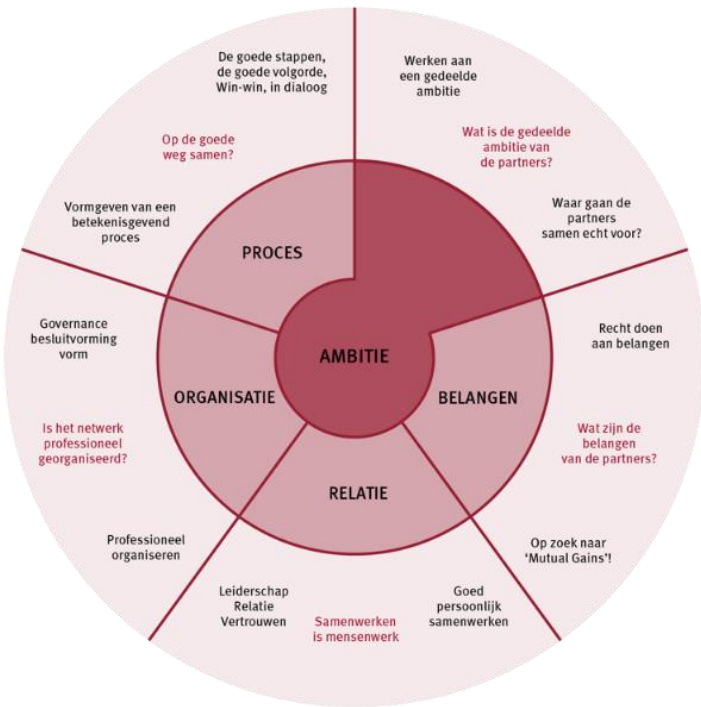 De goede stappen,
de goede volgorde,
Win-win, in dialoog
Op de goede
weg samen?
Vormgeven van een
betekenisgevend
proces
PROCES
Werken aan
een gedeelde
ambitie
Wat is de gedeelde
ambitie van
de partners?
Waar gaan de
partners
samen echt voor?
AMBITIE
Recht doen
aan belangen
Wat zijn de
belangen
van de partners?
Op zoek naar
‘Mutual Gains’!
BELANGEN
Goed
persoonlijk
samenwerken
Samenwerken
is mensenwerk
Leiderschap
Relatie
Vertrouwen
RELATIE
Governance
besluitvorming
vorm
Is het netwerk
professioneel
georganiseerd?
Professioneel
organiseren
ORGANISATIE